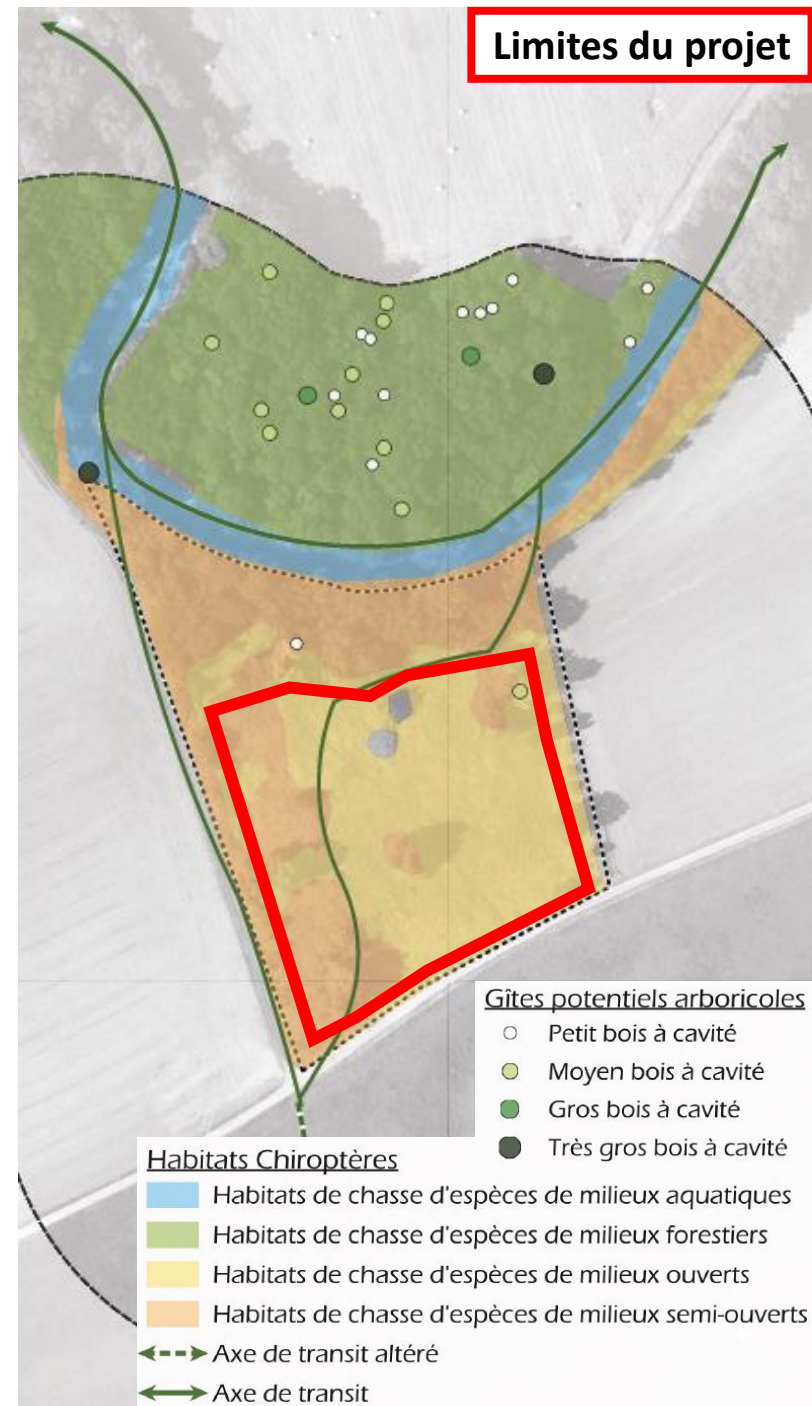 Limites du projet
Gîtes potentiels arboricoles
Petit bois à cavité
Moyen bois à cavité
Gros bois à cavité
Très gros bois à cavité
Habitats Chiroptères
Habitats de chasse d'espèces de milieux aquatiques
Habitats de chasse d'espèces de milieux forestiers
Habitats de chasse d'espèces de milieux ouverts
Habitats de chasse d'espèces de milieux semi-ouverts
Axe de transit altéré
Axe de transit